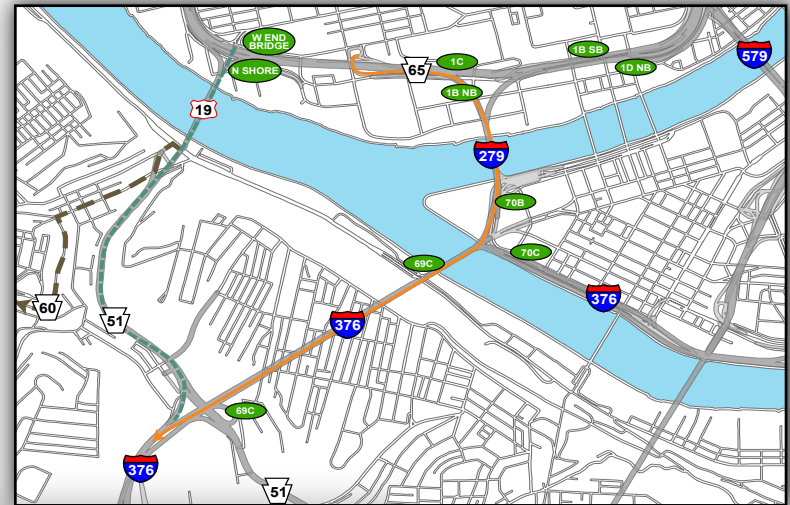 W END
BRIDGE
N SHORE
1C
65
1B SB
1D NB
579
1B NB
19
279
70B
70C
69C
376
376
60
51
69C
376
51